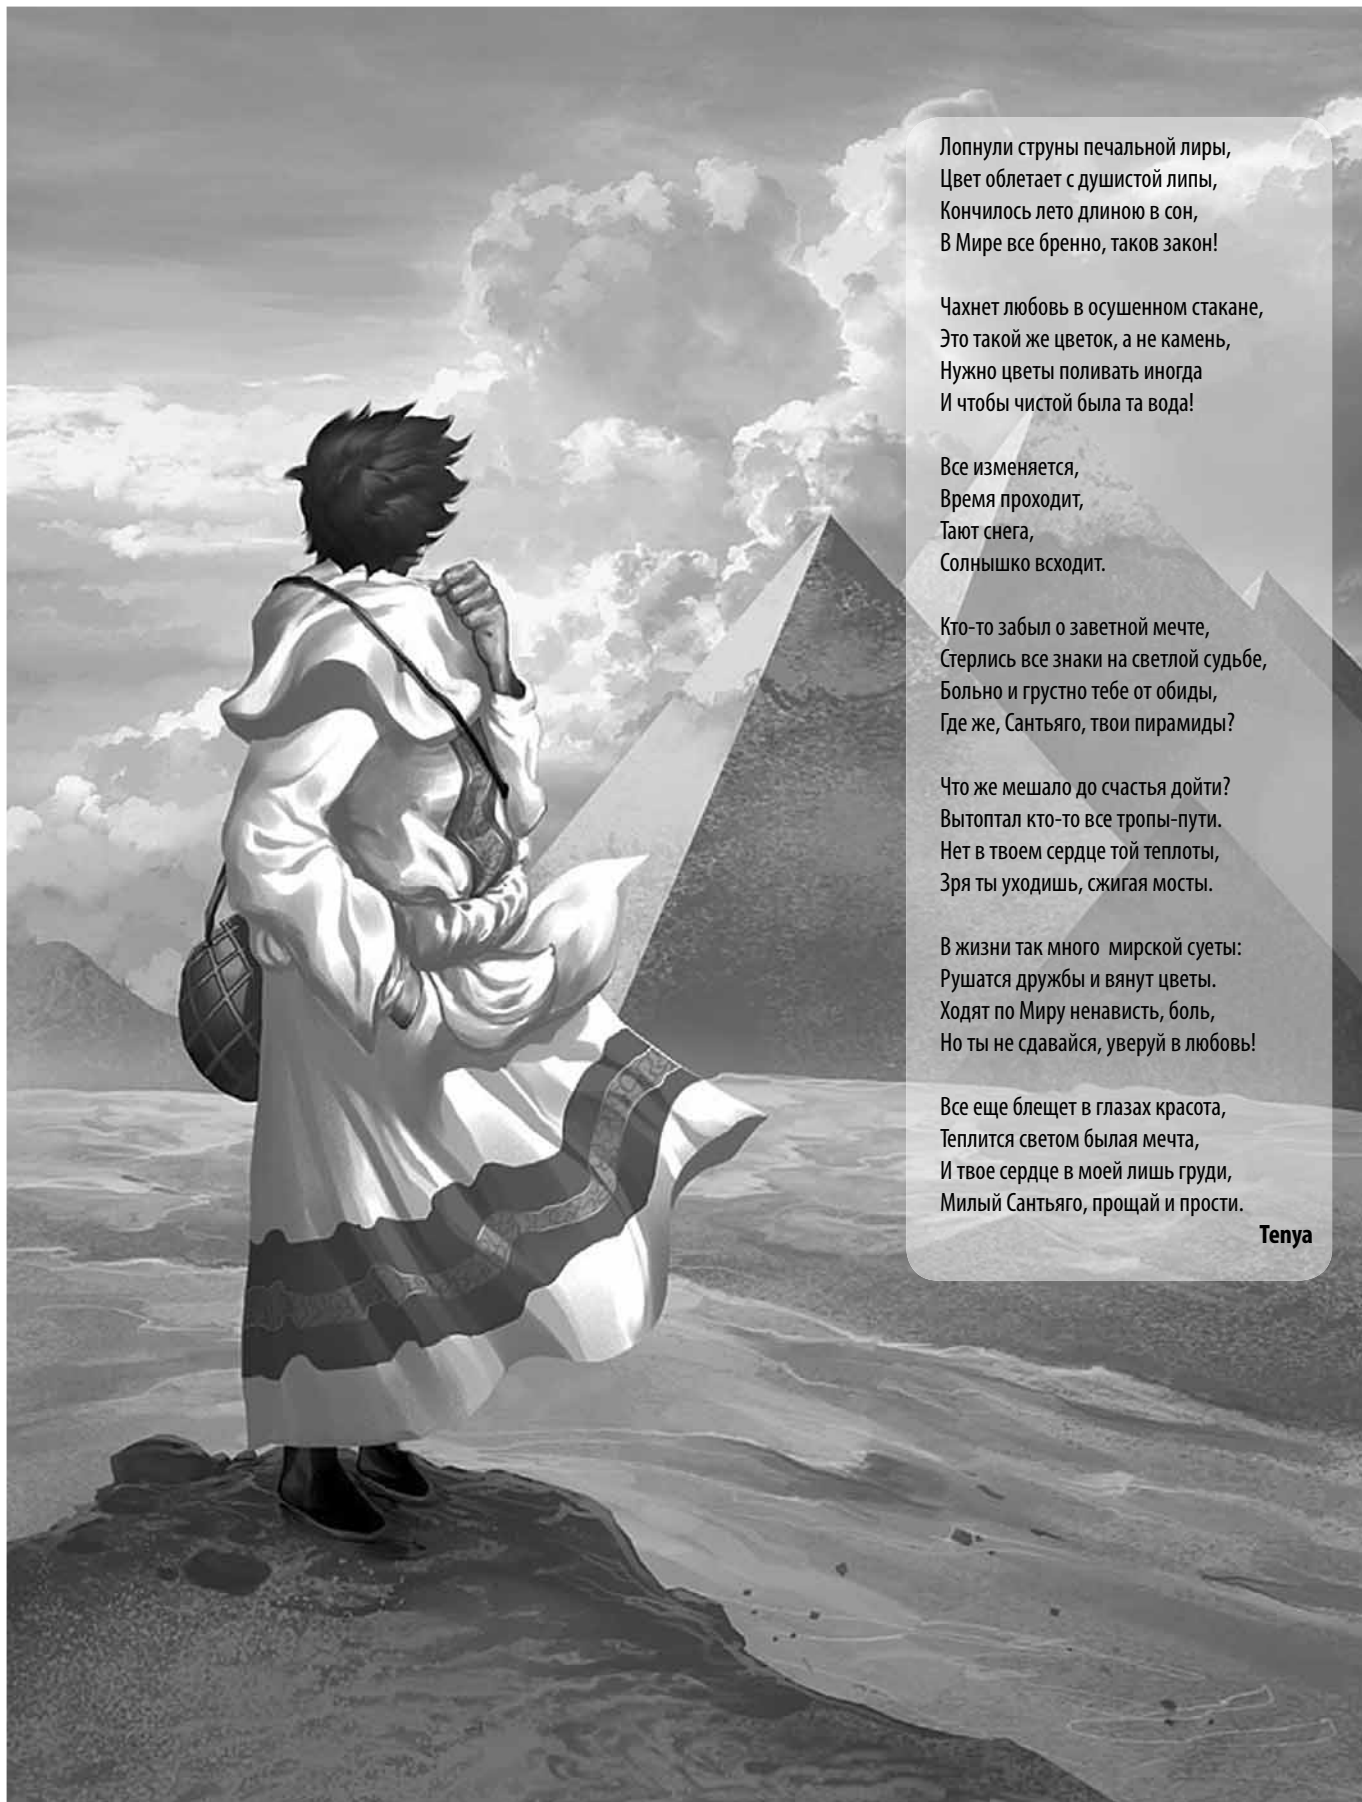 Лопнули струны печальной лиры,
Цвет облетает с душистой липы,
Кончилось лето длиною в сон,
В Мире все бренно, таков закон!

Чахнет любовь в осушенном стакане,
Это такой же цветок, а не камень,
Нужно цветы поливать иногда
И чтобы чистой была та вода!

Все изменяется,
Время проходит,
Тают снега,
Солнышко всходит.

Кто-то забыл о заветной мечте,
Стерлись все знаки на светлой судьбе,
Больно и грустно тебе от обиды,
Где же, Сантьяго, твои пирамиды?

Что же мешало до счастья дойти?
Вытоптал кто-то все тропы-пути.
Нет в твоем сердце той теплоты,
Зря ты уходишь, сжигая мосты.

В жизни так много  мирской суеты:
Рушатся дружбы и вянут цветы.
Ходят по Миру ненависть, боль,
Но ты не сдавайся, уверуй в любовь!

Все еще блещет в глазах красота,
Теплится светом былая мечта,
И твое сердце в моей лишь груди,
Милый Сантьяго, прощай и прости.
Tenya